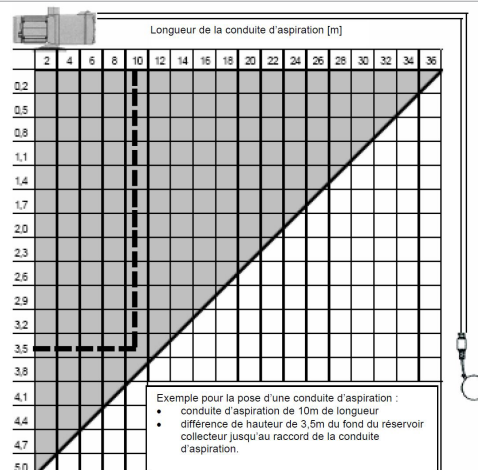 Longueur de la conduite d'aspiration [m]
2 4 6 8 10 12 14 16 18 20 22 24 26 28 30 32 34 36
0,2
0,5
0,8
1,1
1,4
1,7
2,0
2,3
2,6
2,9
3,2
3,5
3,8
4,1
4,4
4,7
5,0
Exemple pour la pose d'une conduite d'aspiration :
• conduite d'aspiration de 10m de longueur
• différence de hauteur de 3,5m du fond du réservoir
collecteur jusqu'au raccord de la conduite
d'aspiration.